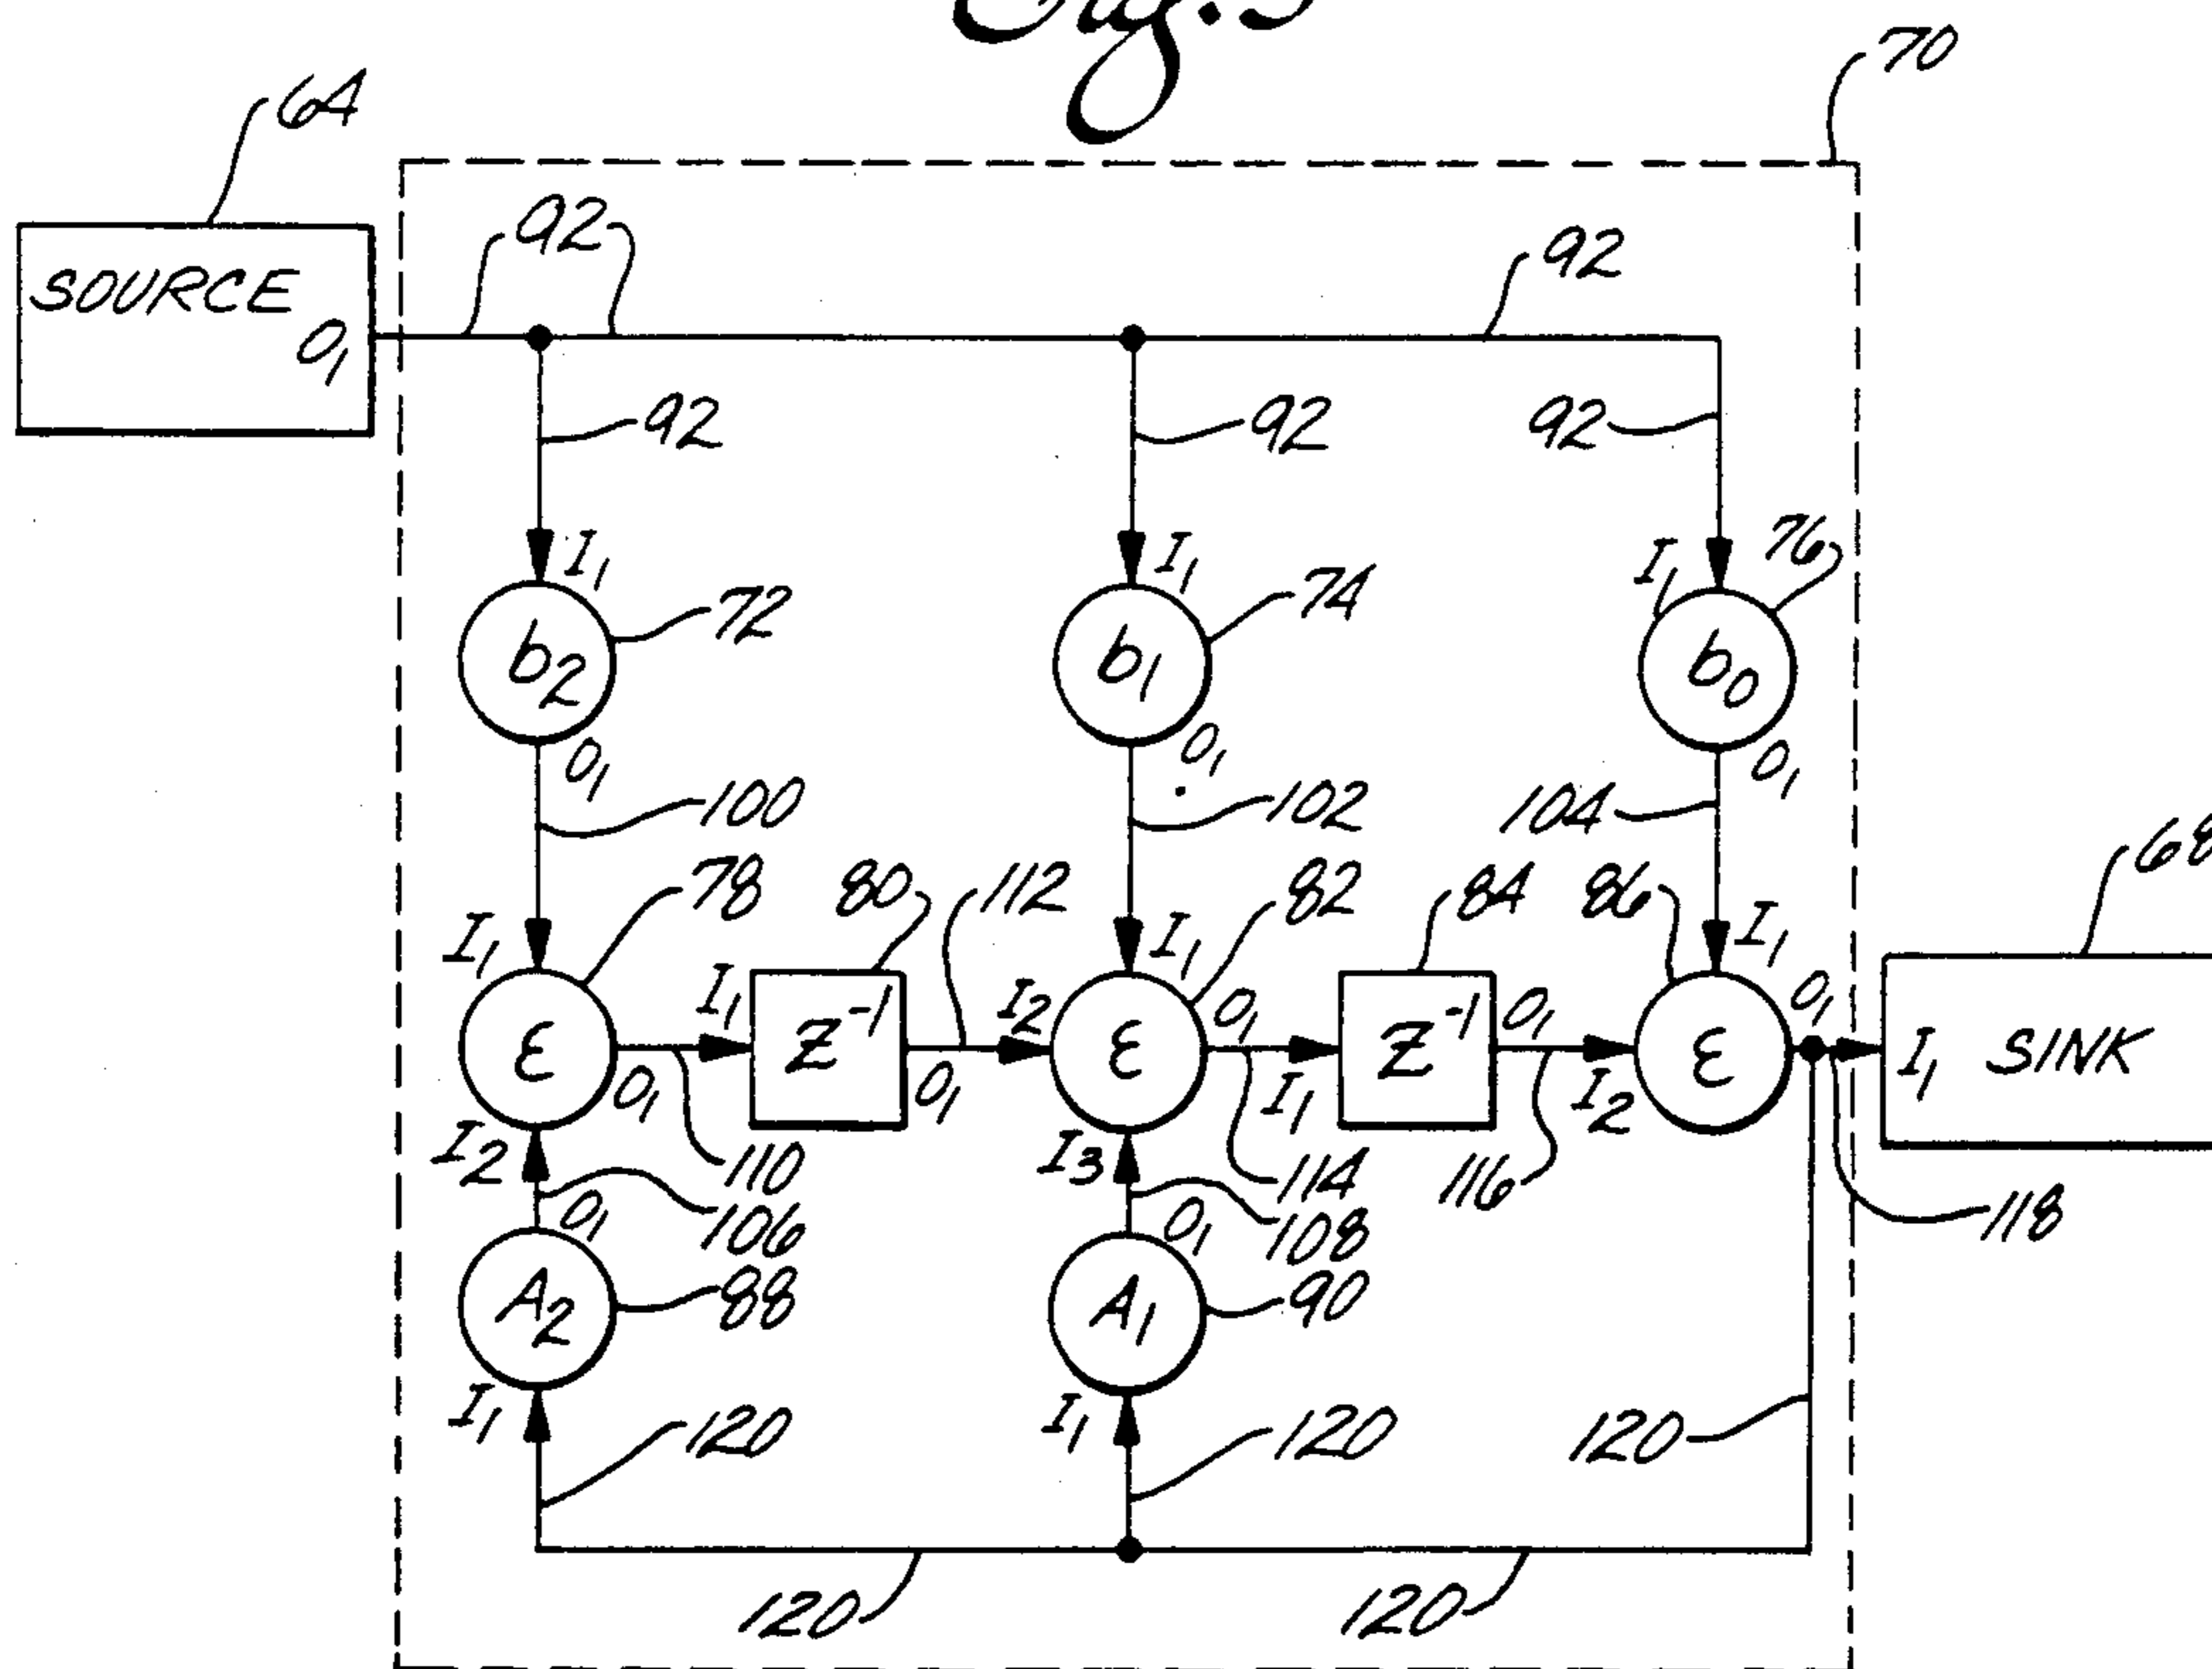 70
64
92
92
SOURCE
O1
92
92
92
I1
I1
I1
76
72
74
b2
b1
b0
O1
O1
O1
100
102
104
68
78
80
112
82
84
86
I1
I1
I1
I1
I2
O1
O1
O1
ε
Z-1
ε
Z-1
ε
I1
SINK
O1
O1
I1
I2
I2
I3
110
114
116
118
O1
106
O1
108
A2
88
A1
90
I1
I1
120
120
120
120
120